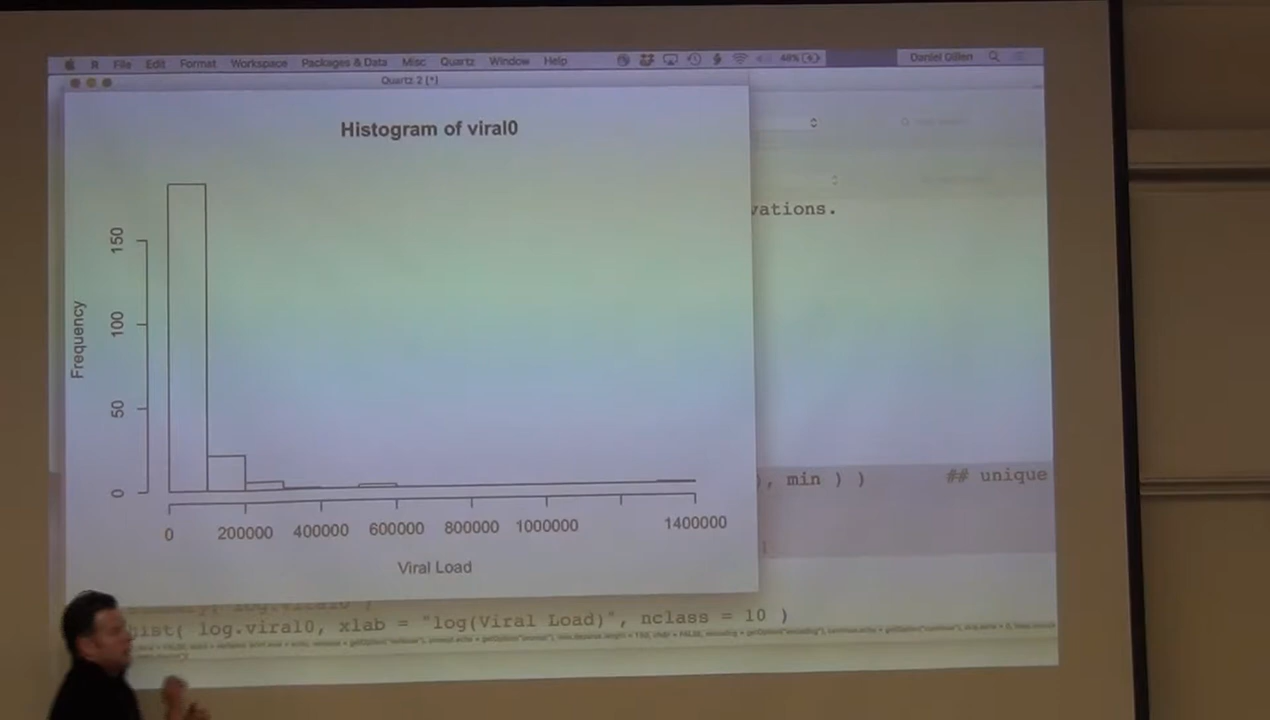 R File Edit Format Workspace Packages & Data Misc Quartz Window Help 48% Daniel Gillen
Quartz 2 [*]
Histogram of viral0
vations.
150
100
50
0
Frequency
, min ) ) ## unique
0 200000 400000 600000 800000 1000000 1400000
Viral Load
hist( log.viral0, xlab = "log(Viral Load)", nclass = 10 )